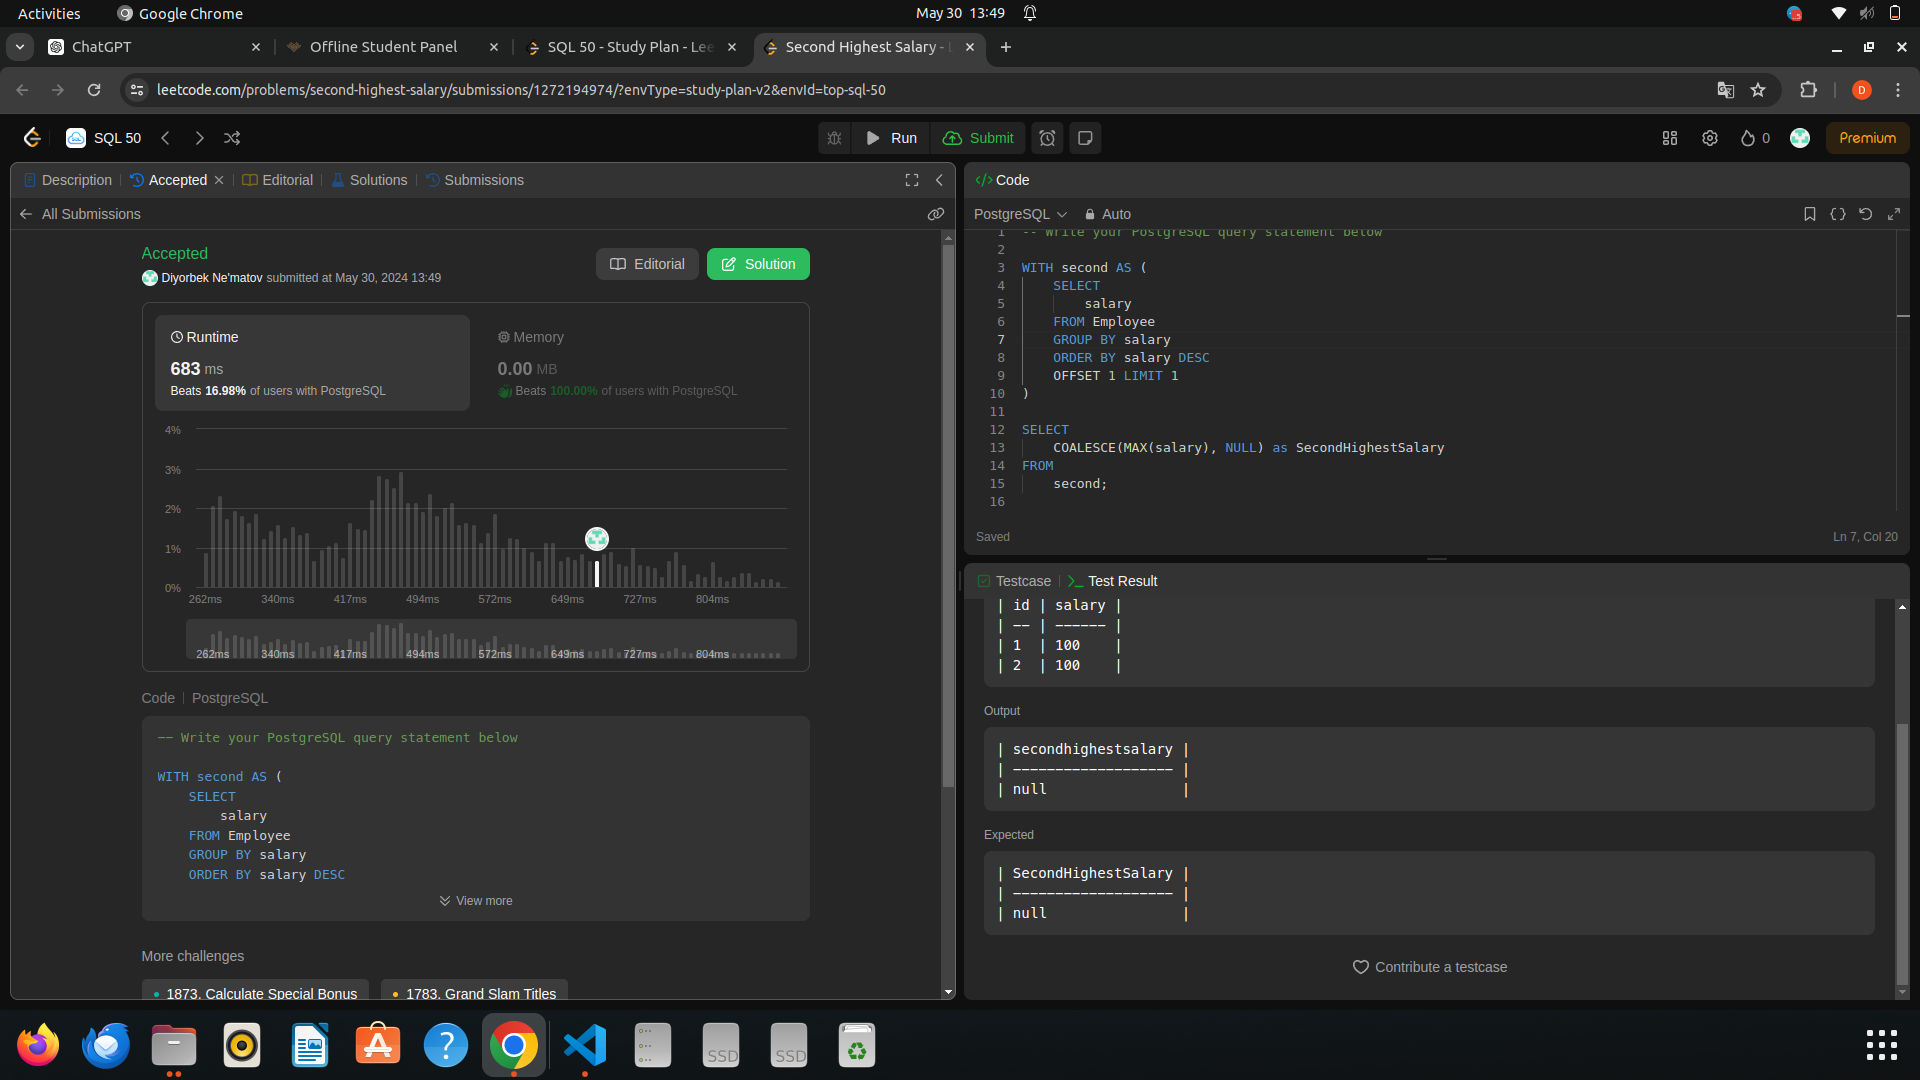 Activities
Google Chrome
May 30 13:49
ChatGPT
Offline Student Panel
SQL 50 - Study Plan - Lee
Second Highest Salary -
leetcode.com/problems/second-highest-salary/submissions/1272194974/?envType=study-plan-v2&envId=top-sql-50
D
SQL 50
Run
Submit
0
Premium
Description
Accepted
Editorial
Solutions
Submissions
All Submissions
Accepted
Diyorbek Ne'matov submitted at May 30, 2024 13:49
Editorial
Solution
Runtime
683 ms
Beats 16.98% of users with PostgreSQL
Memory
0.00 MB
Beats 100.00% of users with PostgreSQL
4%
3%
2%
1%
0%
262ms 340ms 417ms 494ms 572ms 649ms 727ms 804ms
262ms 340ms 417ms 494ms 572ms 649ms 727ms 804ms
Code | PostgreSQL
-- Write your PostgreSQL query statement below
WITH second AS (
SELECT
salary
FROM Employee
GROUP BY salary
ORDER BY salary DESC
View more
More challenges
1873. Calculate Special Bonus
1783. Grand Slam Titles
</> Code
PostgreSQL
Auto
1 -- Write your PostgreSQL query statement below
2
3 WITH second AS (
4 SELECT
5 salary
6 FROM Employee
7 GROUP BY salary
8 ORDER BY salary DESC
9 OFFSET 1 LIMIT 1
10 )
11
12 SELECT
13 COALESCE(MAX(salary), NULL) as SecondHighestSalary
14 FROM
15 second;
16
Saved
Ln 7, Col 20
Testcase
Test Result
| id | salary |
| -- | ------ |
| 1 | 100 |
| 2 | 100 |
Output
| secondhighestsalary |
| ------------------- |
| null |
Expected
| SecondHighestSalary |
| ------------------- |
| null |
Contribute a testcase
SSD
SSD